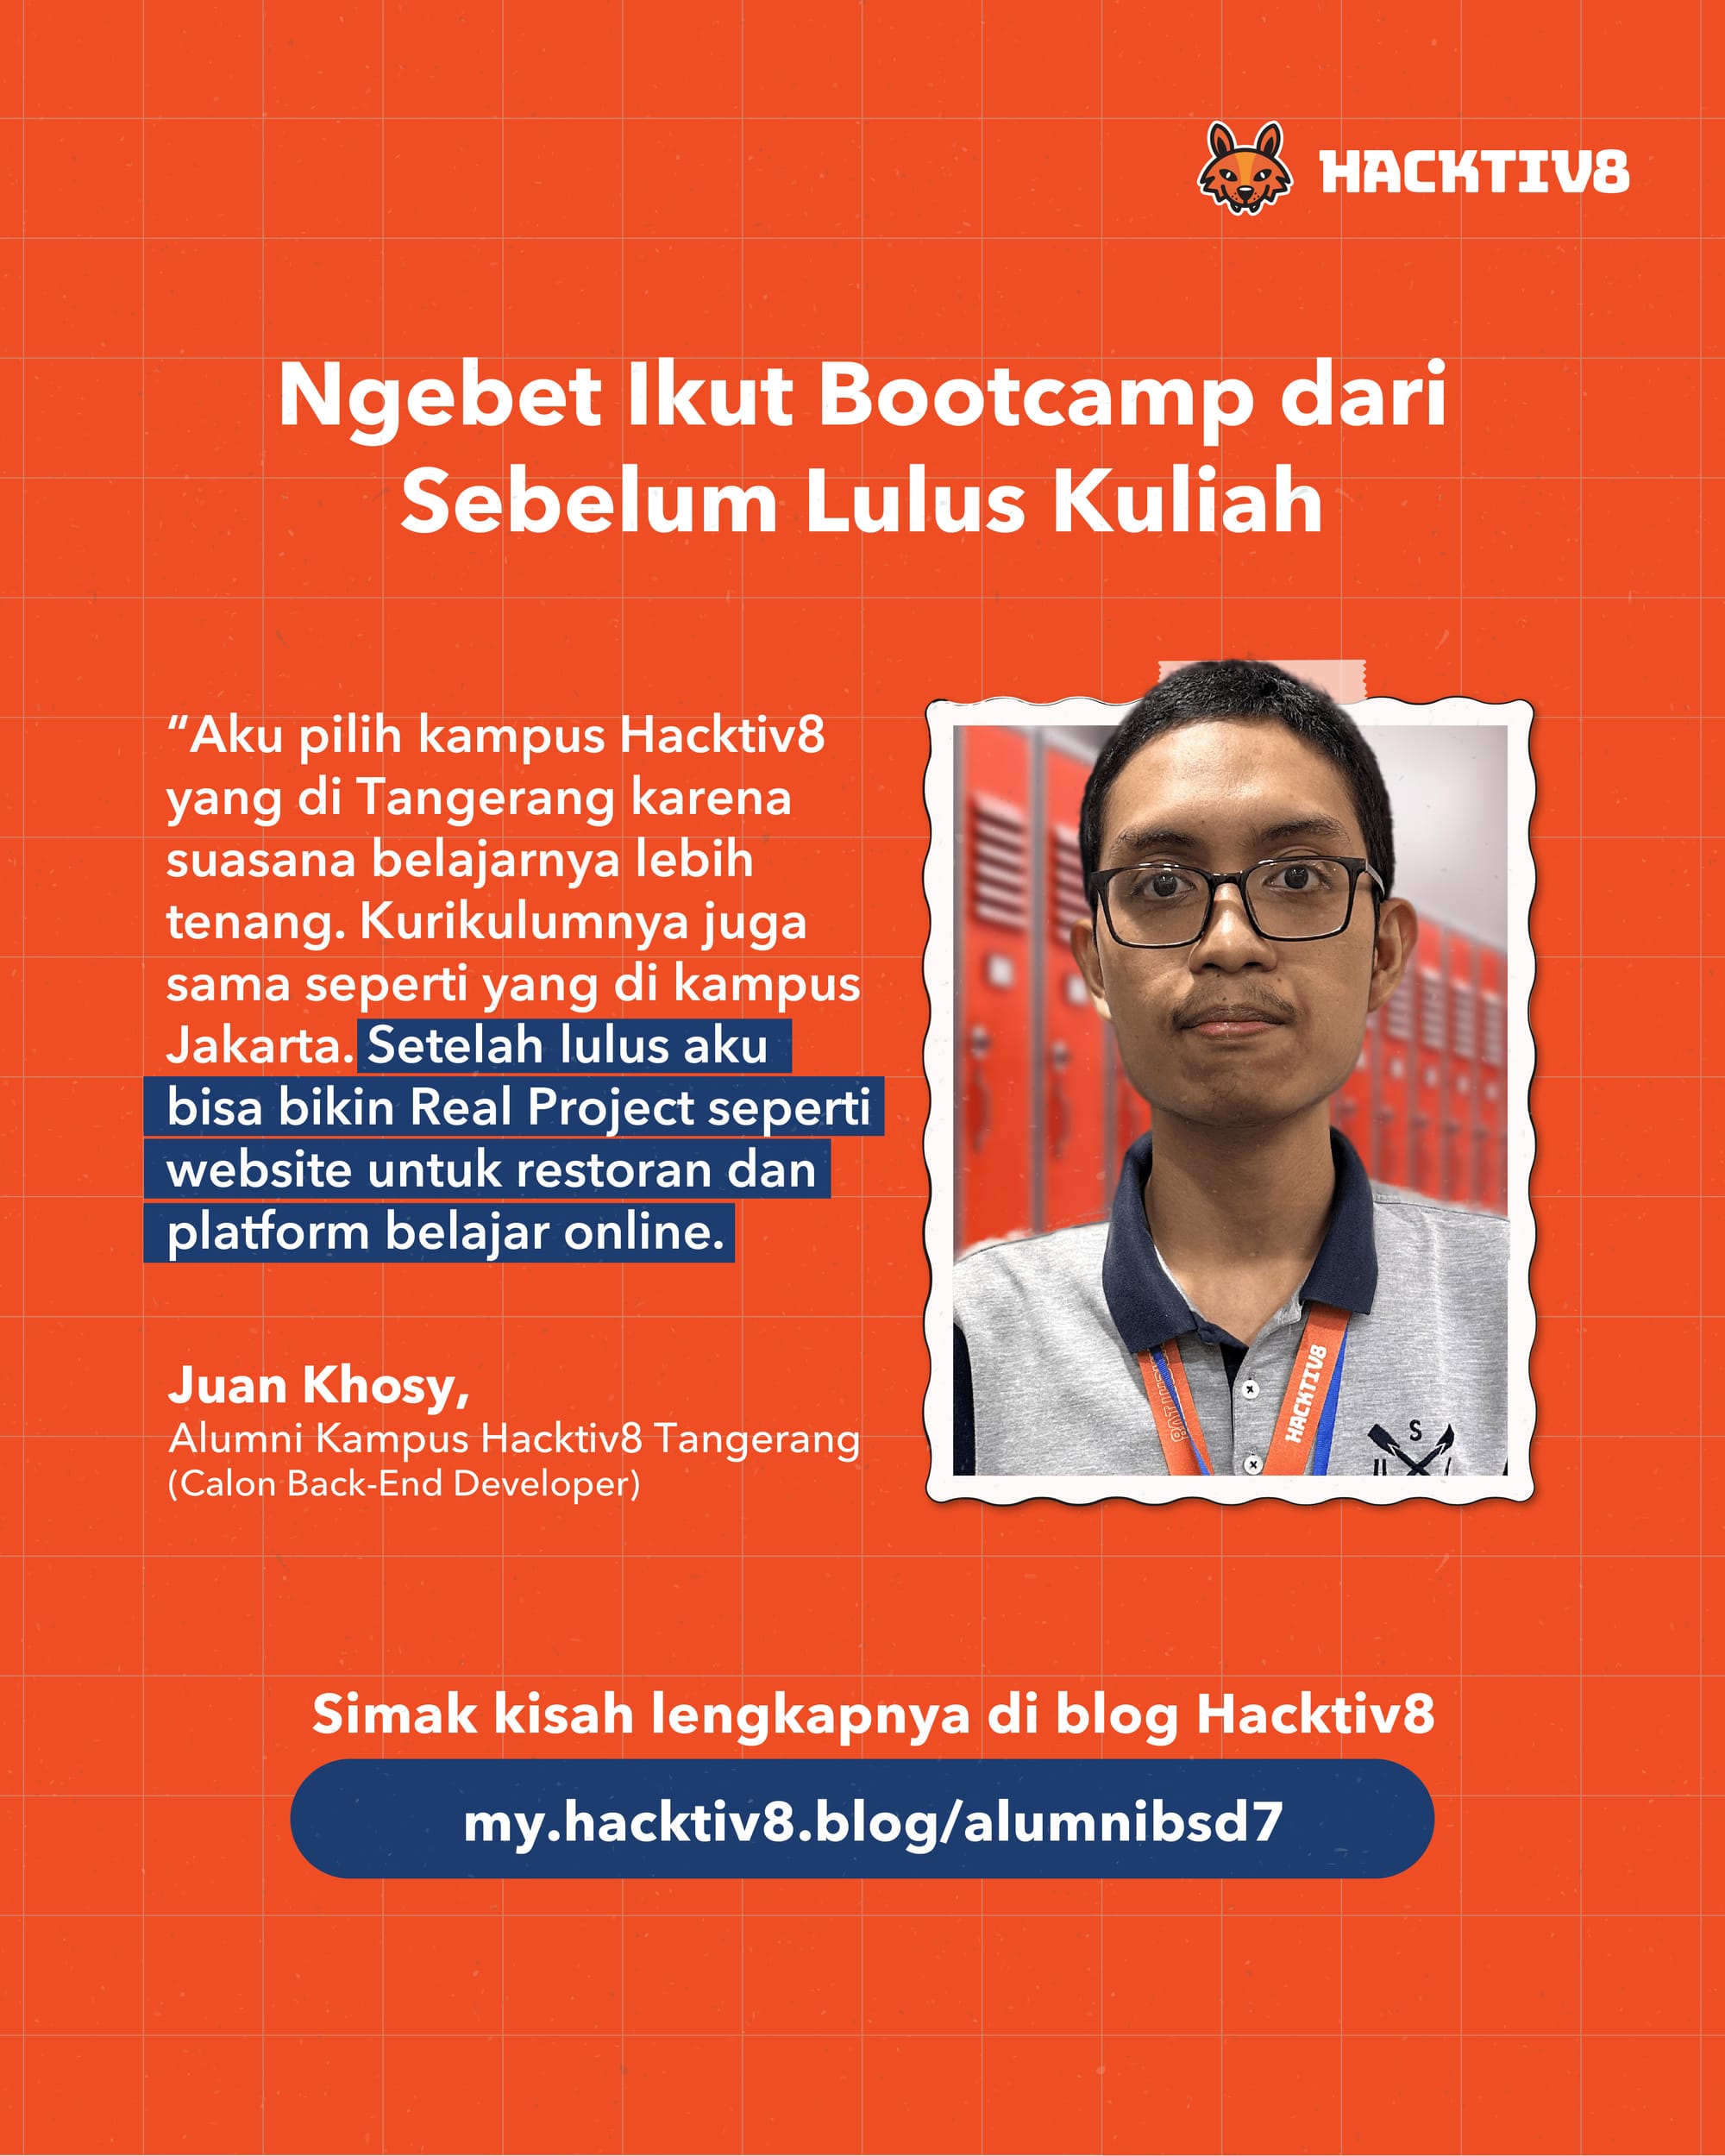 HACKTIV8
Ngebet Ikut Bootcamp dari
Sebelum Lulus Kuliah
“Aku pilih kampus Hacktiv8
yang di Tangerang karena
suasana belajarnya lebih
tenang. Kurikulumnya juga
sama seperti yang di kampus
Jakarta. Setelah lulus aku
bisa bikin Real Project seperti
website untuk restoran dan
platform belajar online.
Juan Khosy,
Alumni Kampus Hacktiv8 Tangerang
(Calon Back-End Developer)
HACKTIV8
S
Simak kisah lengkapnya di blog Hacktiv8
my.hacktiv8.blog/alumnibsd7